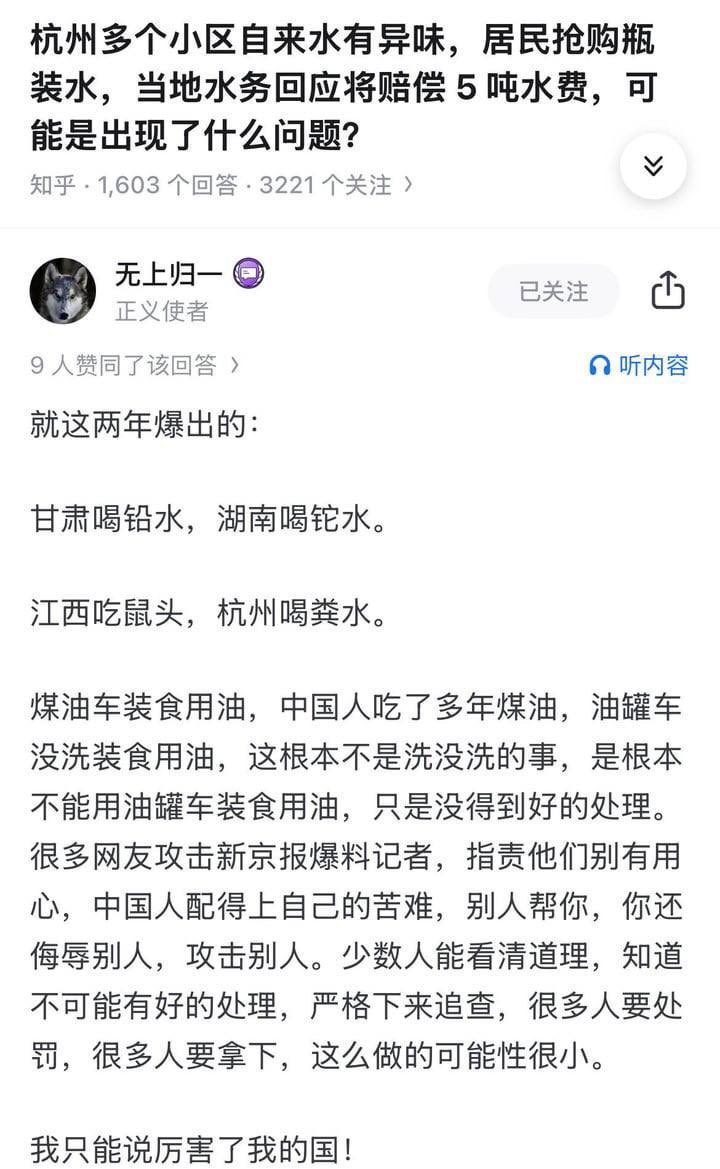 杭州多个小区自来水有异味，居民抢购瓶
装水，当地水务回应将赔偿 5 吨水费，可
能是出现了什么问题?
知乎 · 1,603 个回答 · 3221 个关注 >
无上归一
已关注
正义使者
9 人赞同了该回答 >
听内容
就这两年爆出的：
甘肃喝铅水，湖南喝铊水。
江西吃鼠头，杭州喝粪水。
煤油车装食用油，中国人吃了多年煤油，油罐车
没洗装食用油，这根本不是洗没洗的事，是根本
不能用油罐车装食用油，只是没得到好的处理。
很多网友攻击新京报爆料记者，指责他们别有用
心，中国人配得上自己的苦难，别人帮你，你还
侮辱别人，攻击别人。少数人能看清道理，知道
不可能有好的处理，严格下来追查，很多人要处
罚，很多人要拿下，这么做的可能性很小。
我只能说厉害了我的国！